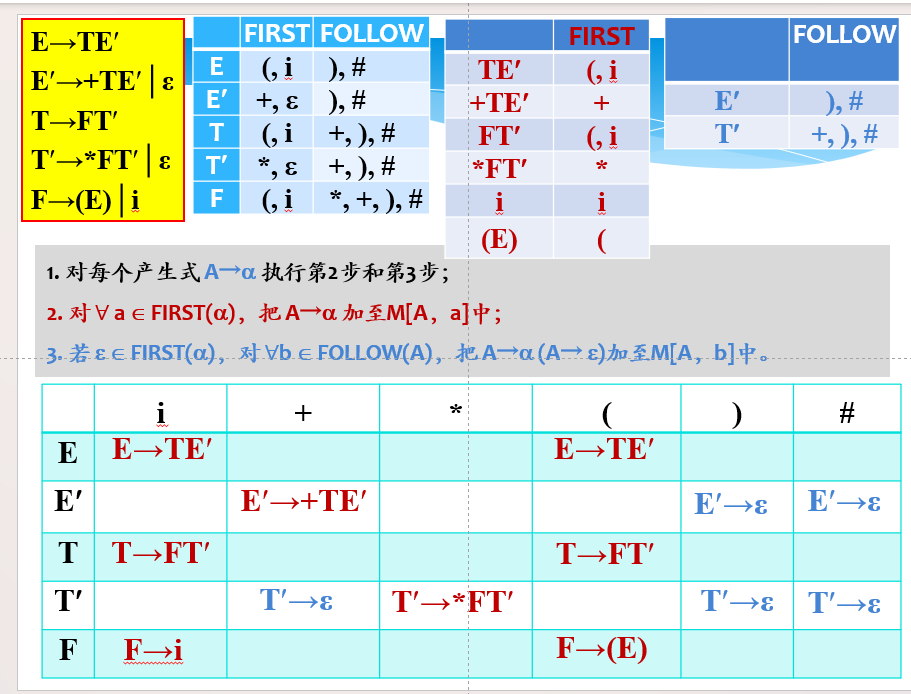 E→TE′
E′→+TE′│ε
T→FT′
T′→*FT′│ε
F→(E)│i
FIRST FOLLOW
E (, i ), #
E′ +, ε ), #
T (, i +, ), #
T′ *, ε +, ), #
F (, i *, +, ), #
FIRST
TE′ (, i
+TE′ +
FT′ (, i
*FT′ *
i i
(E) (
FOLLOW
E′ ), #
T′ +, ), #
1. 对每个产生式 A→α 执行第2步和第3步；
2. 对∀ a ∈ FIRST(α)，把 A→α 加至M[A，a]中；
3. 若 ε ∈ FIRST(α)，对 ∀b ∈ FOLLOW(A)，把 A→α (A→ ε)加至M[A，b]中。
i + * ( ) #
E E→TE′ E→TE′
E′ E′→+TE′ E′→ε E′→ε
T T→FT′ T→FT′
T′ T′→ε T′→*FT′ T′→ε T′→ε
F F→i F→(E)